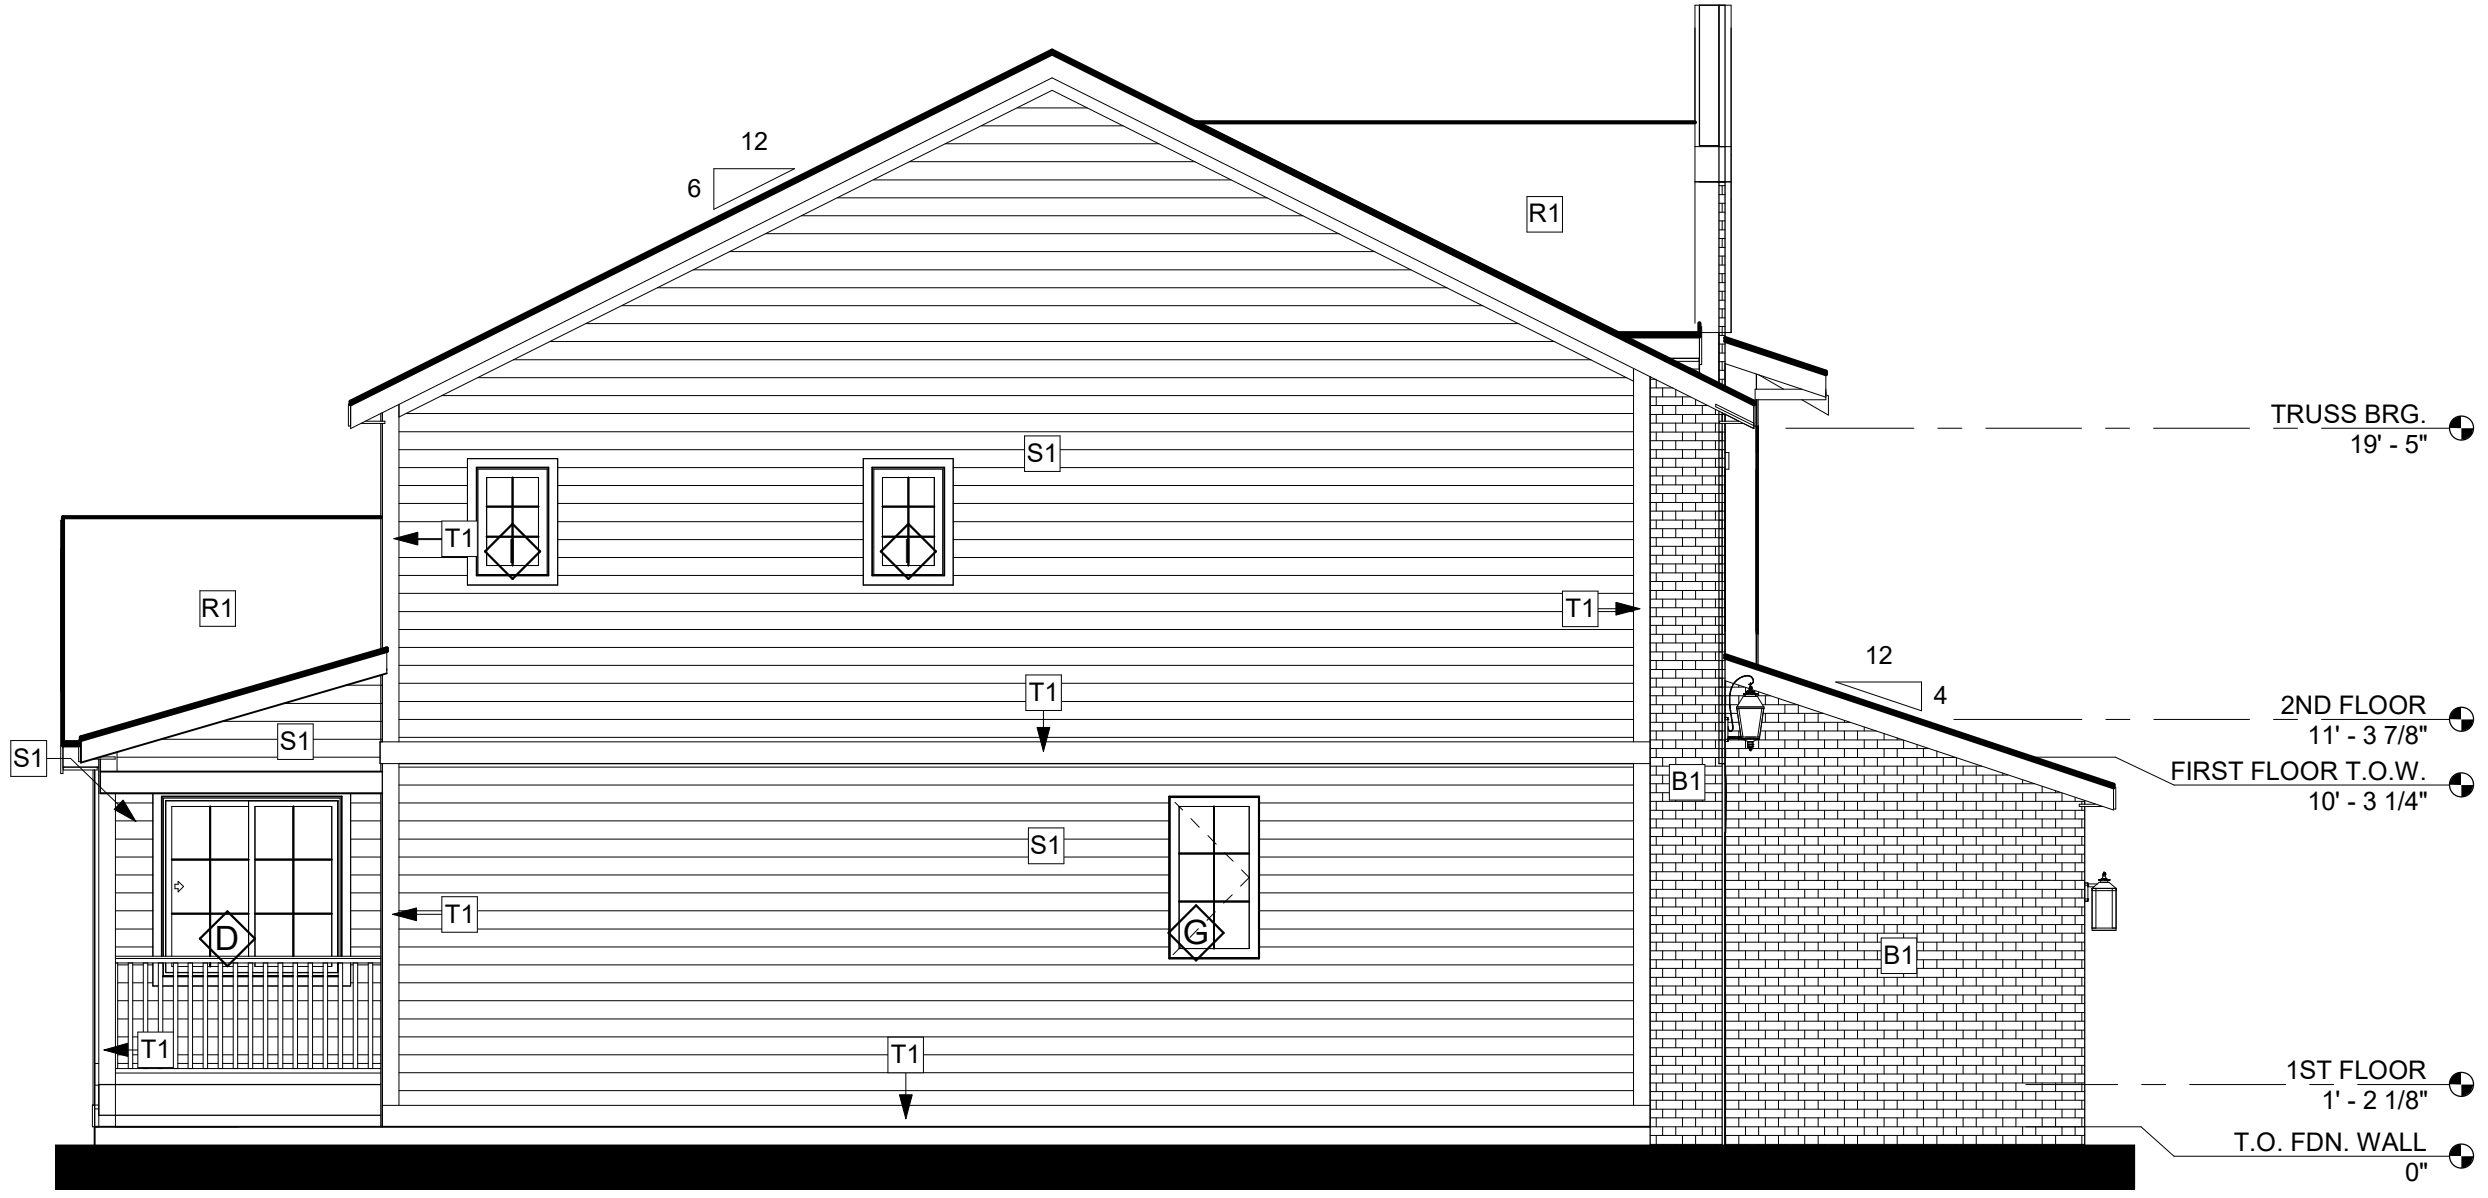 12
6
R1
TRUSS BRG.
19' - 5"
S1
T1
I
I
R1
T1
12
4
T1
2ND FLOOR
11' - 3 7/8"
S1
S1
FIRST FLOOR T.O.W.
10' - 3 1/4"
B1
S1
T1
D
G
B1
T1
T1
1ST FLOOR
1' - 2 1/8"
T.O. FDN. WALL
0"